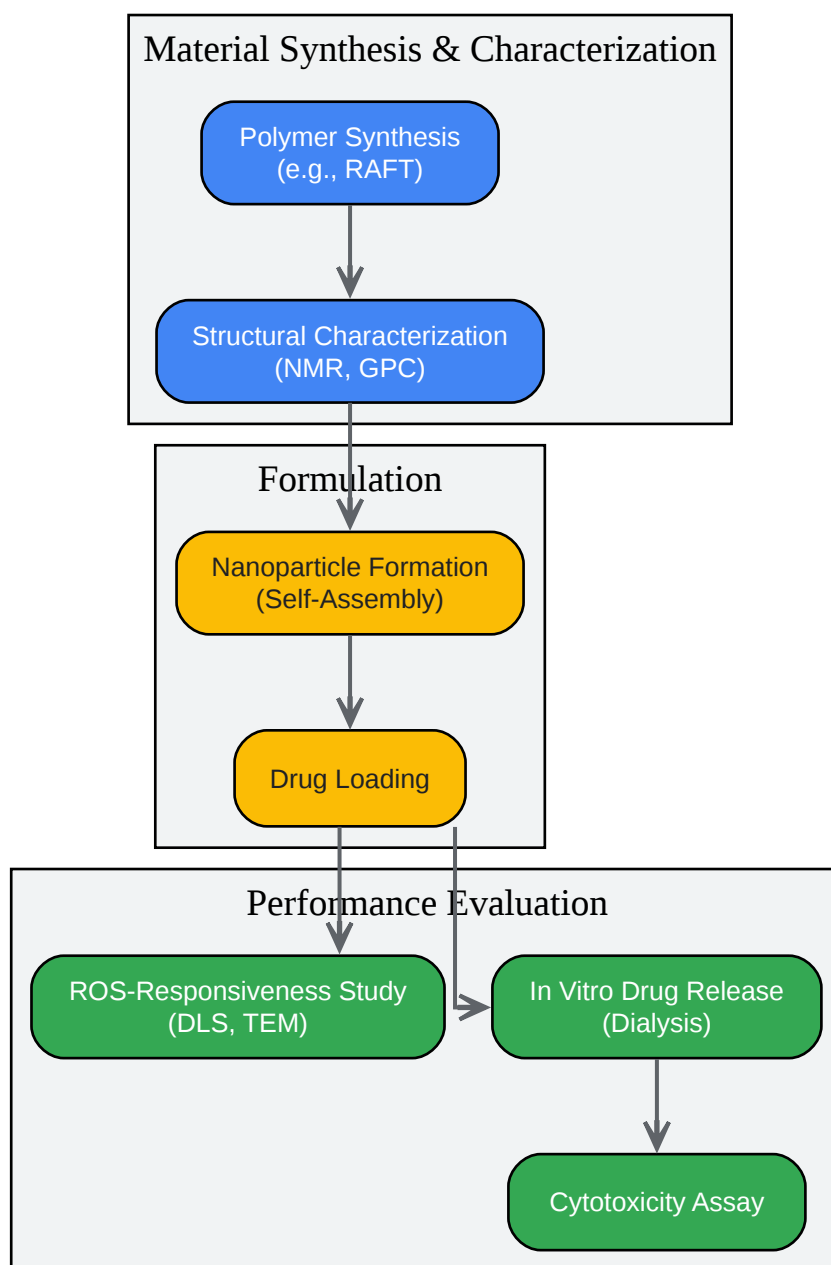 Material Synthesis & Characterization
Polymer Synthesis
(e.g., RAFT)
Structural Characterization
(NMR, GPC)
Formulation
Nanoparticle Formation
(Self-Assembly)
Drug Loading
Performance Evaluation
ROS-Responsiveness Study
(DLS, TEM)
In Vitro Drug Release
(Dialysis)
Cytotoxicity Assay